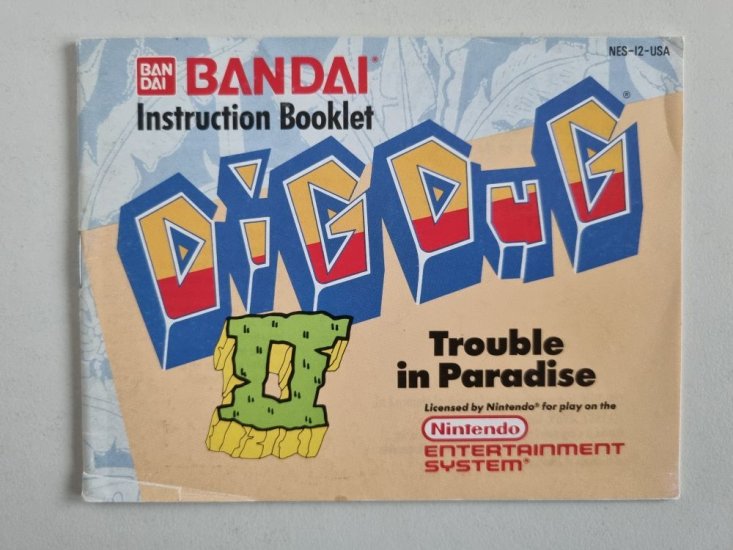 NES-I2-USA
BAN
DAI
BANDAI®
Instruction Booklet
DIG DUG®
II
Trouble
in Paradise
Licensed by Nintendo® for play on the
Nintendo
ENTERTAINMENT
SYSTEM®